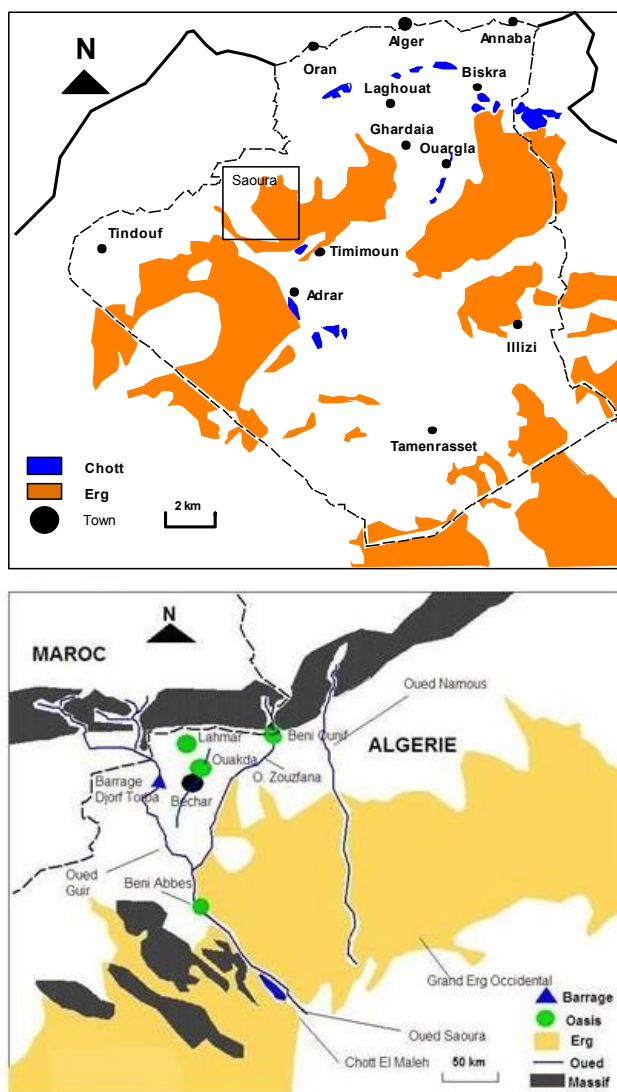 N
Alger
Annaba
Oran
Biskra
Laghouat
Ghardaia
Ouargla
Saoura
Tindouf
Timimoun
Adrar
Illizi
Tamenrasset
Chott
Erg
Town
2 km
N
MAROC
Oued Namous
Lahmar
Beni Ounif
ALGERIE
Ouakda
O. Zouzfana
Barrage
Djorf Torba
Bechar
Oued
Guir
Beni Abbes
Grand Erg Occidental
Barrage
Oasis
Erg
Oued Saoura
Chott El Maleh
50 km
Oued
Massif